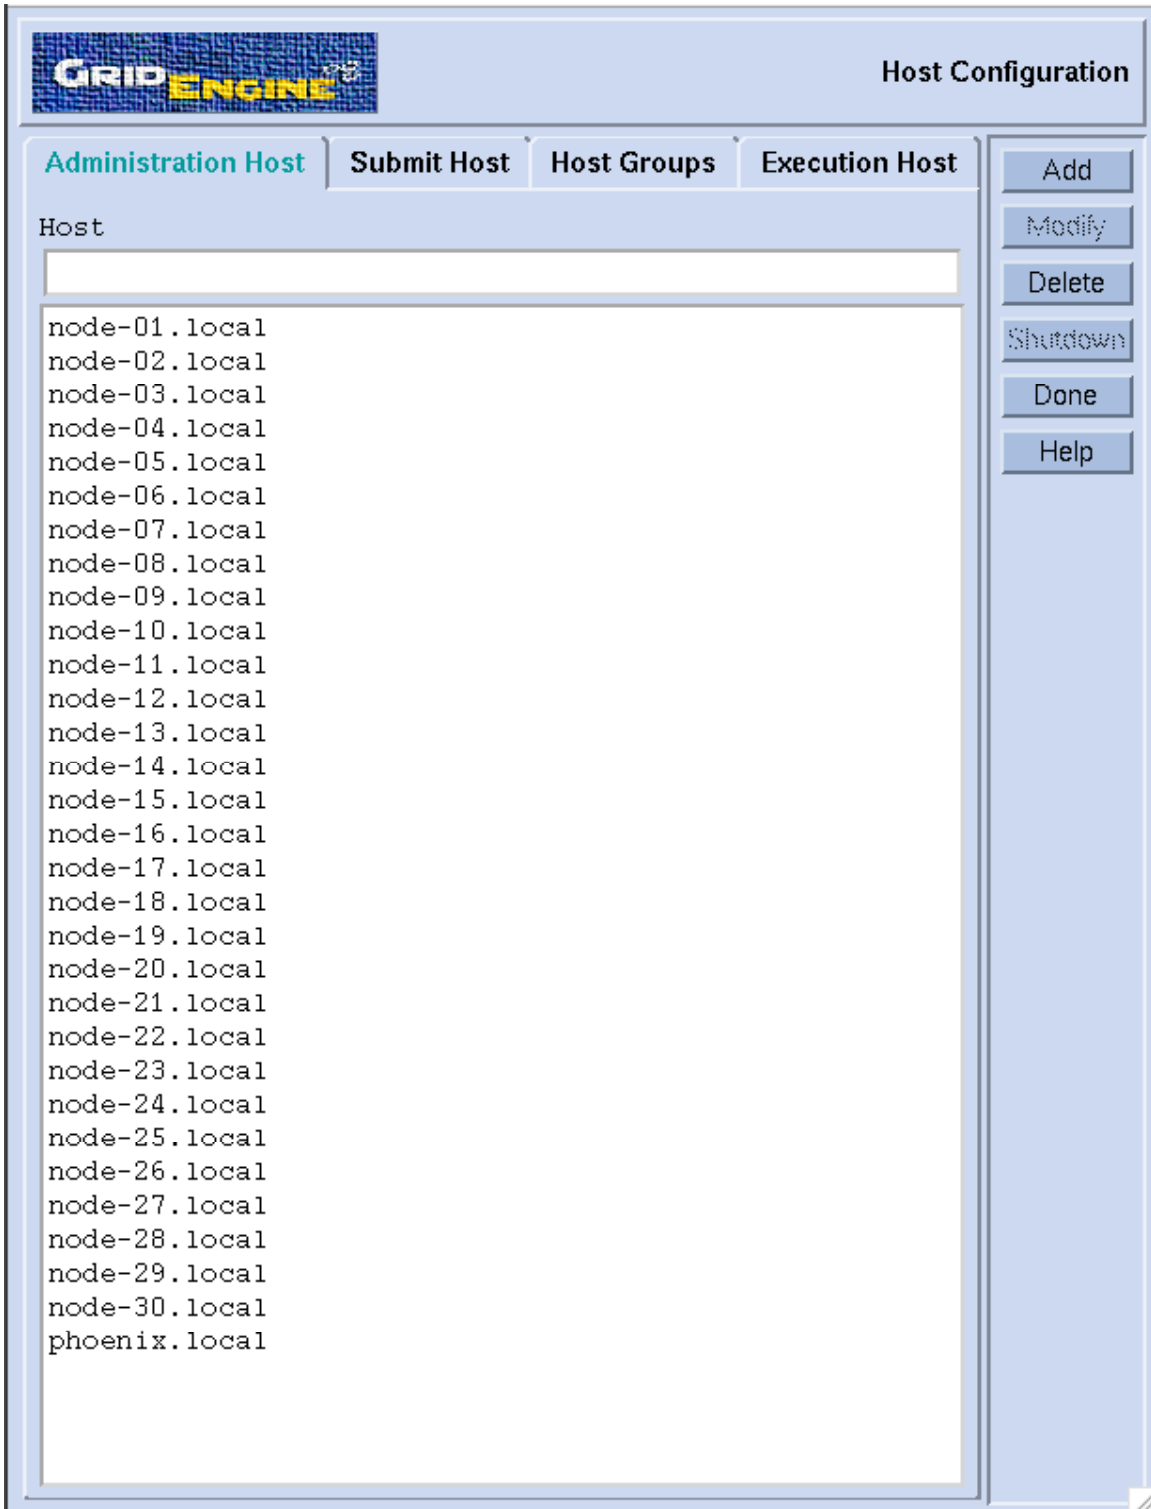 GRID ENGINE
Host Configuration
Administration Host Submit Host Host Groups Execution Host
Host
node-01.local
node-02.local
node-03.local
node-04.local
node-05.local
node-06.local
node-07.local
node-08.local
node-09.local
node-10.local
node-11.local
node-12.local
node-13.local
node-14.local
node-15.local
node-16.local
node-17.local
node-18.local
node-19.local
node-20.local
node-21.local
node-22.local
node-23.local
node-24.local
node-25.local
node-26.local
node-27.local
node-28.local
node-29.local
node-30.local
phoenix.local
Add
Modify
Delete
Shutdown
Done
Help